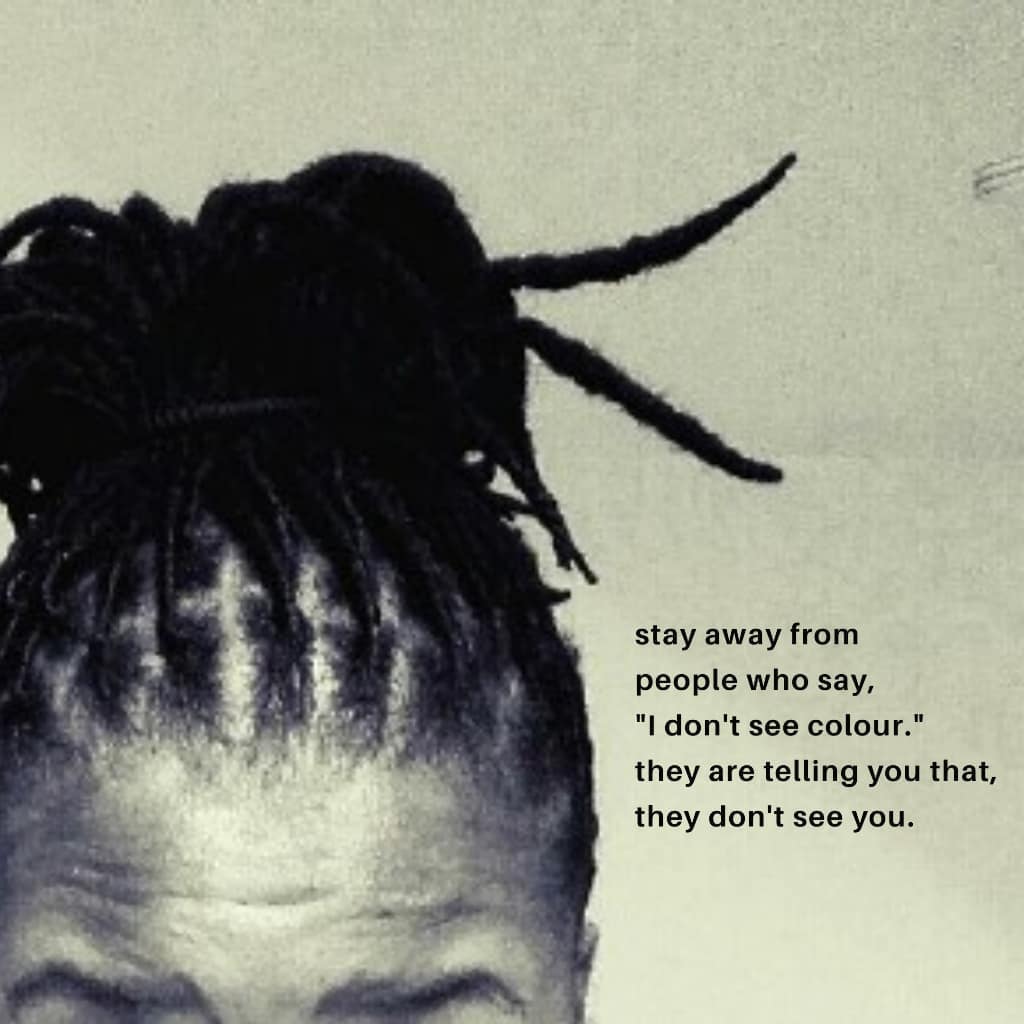 stay away from
people who say,
"I don't see colour."
they are telling you that,
they don't see you.